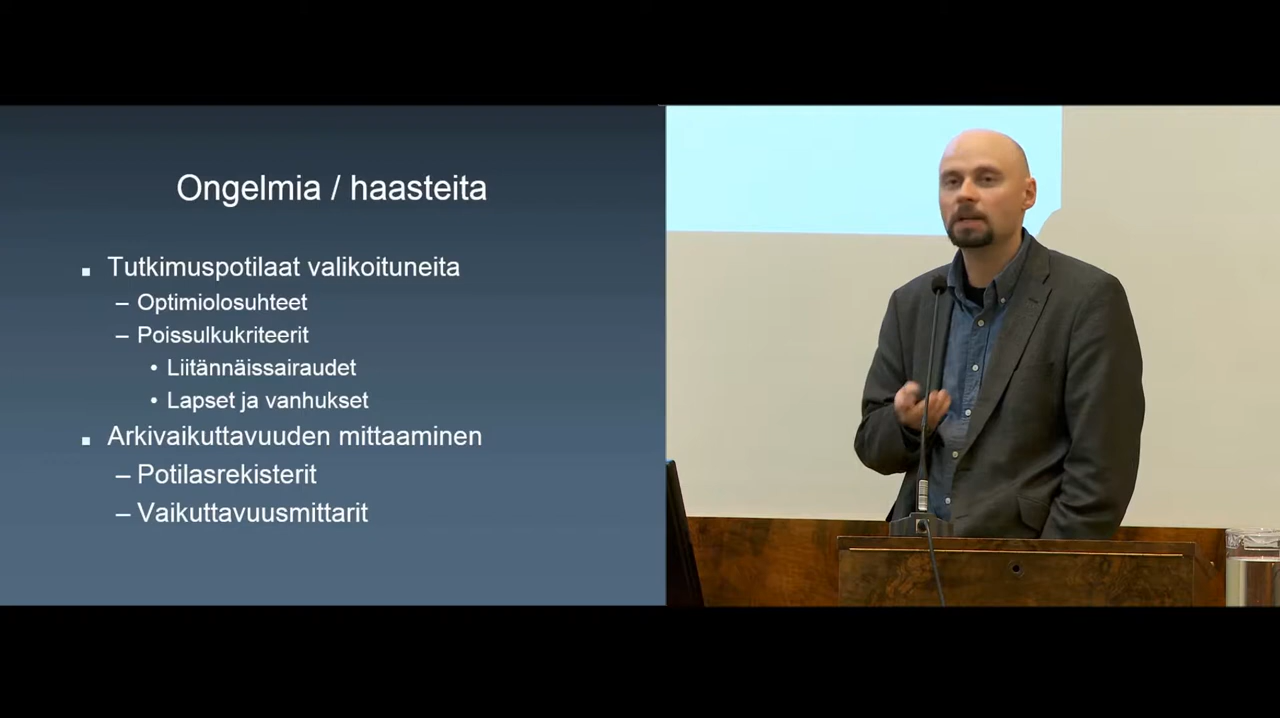 Ongelmia / haasteita
▪ Tutkimuspotilaat valikoituneita
– Optimiolosuhteet
– Poissulkukriteerit
• Liitännäissairaudet
• Lapset ja vanhukset
▪ Arkivaikuttavuuden mittaaminen
– Potilasrekisterit
– Vaikuttavuusmittarit